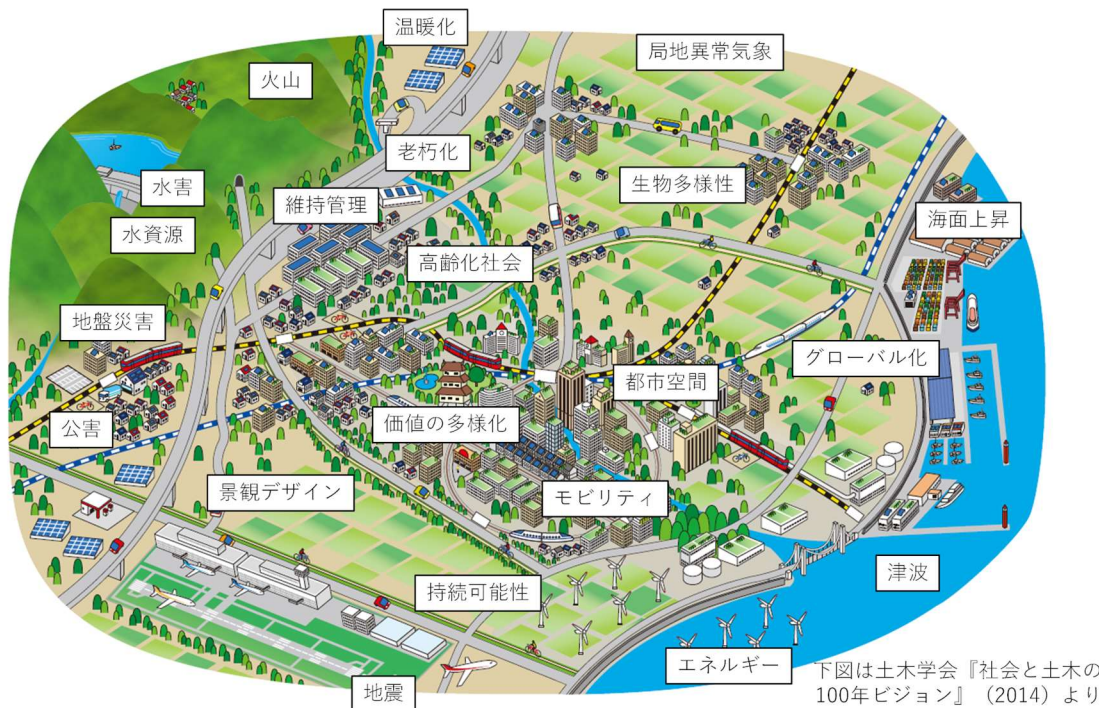 温暖化
局地異常気象
火山
老朽化
水害
維持管理
生物多様性
水資源
海面上昇
高齢化社会
地盤災害
グローバル化
都市空間
公害
価値の多様化
景観デザイン
モビリティ
持続可能性
津波
エネルギー
地震
下図は土木学会『社会と土木の
100年ビジョン』（2014）より